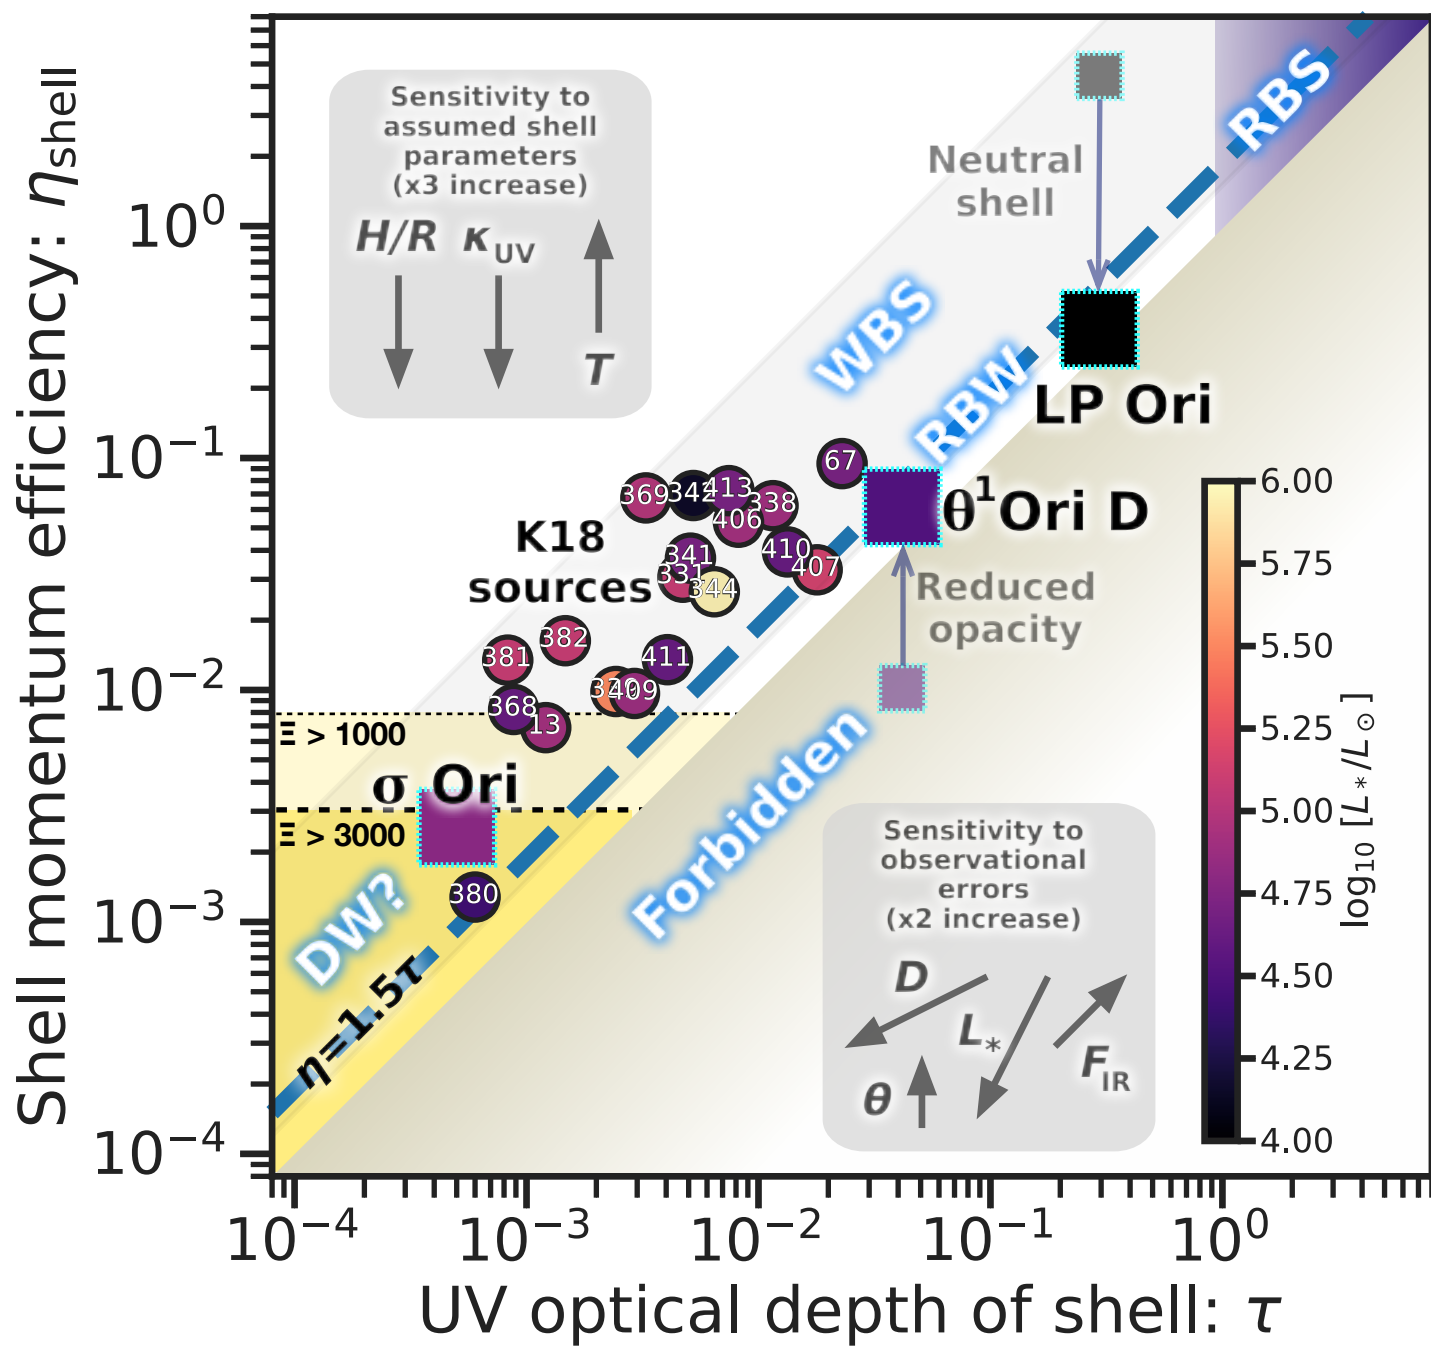 Shell momentum efficiency: ηshell
10⁰
10⁻¹
10⁻²
10⁻³
10⁻⁴
Sensitivity to
assumed shell
parameters
(x3 increase)
H/R κUV
T
Neutral
shell
RBS
WBS
RBW
LP Ori
θ¹Ori D
Reduced
opacity
K18
sources
67
369
342
413
338
406
410
407
341
331
344
382
381
411
409
368
13
Ξ > 1000
σ Ori
Ξ > 3000
380
DW?
η=1.5τ
Forbidden
Sensitivity to
observational
errors
(x2 increase)
D
L*
FIR
θ
6.00
5.75
5.50
5.25
5.00
4.75
4.50
4.25
4.00
log₁₀ [L*/L⊙]
10⁻⁴ 10⁻³ 10⁻² 10⁻¹ 10⁰
UV optical depth of shell: τ